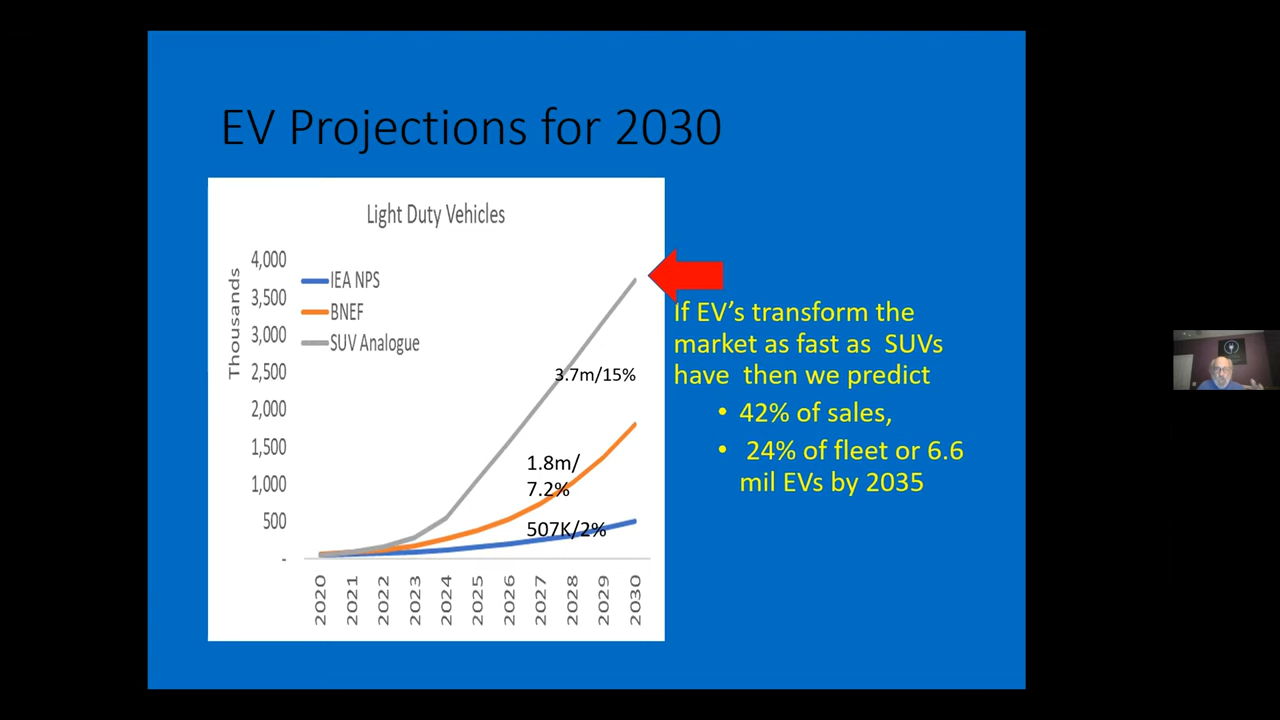 EV Projections for 2030
Light Duty Vehicles
Thousands
4,000
3,500
3,000
2,500
2,000
1,500
1,000
500
-
IEA NPS
BNEF
SUV Analogue
3.7m/15%
1.8m/
7.2%
507K/2%
2020
2021
2022
2023
2024
2025
2026
2027
2028
2029
2030
If EV’s transform the
market as fast as  SUVs
have  then we predict
• 42% of sales,
•  24% of fleet or 6.6
mil EVs by 2035